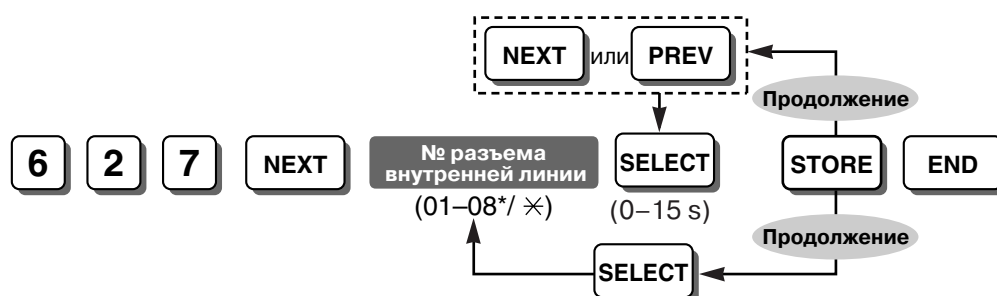 NEXT или PREV
Продолжение
6 2 7 NEXT № разъема внутренней линии SELECT STORE END
(01–08*/ ✳) (0–15 s)
Продолжение
SELECT